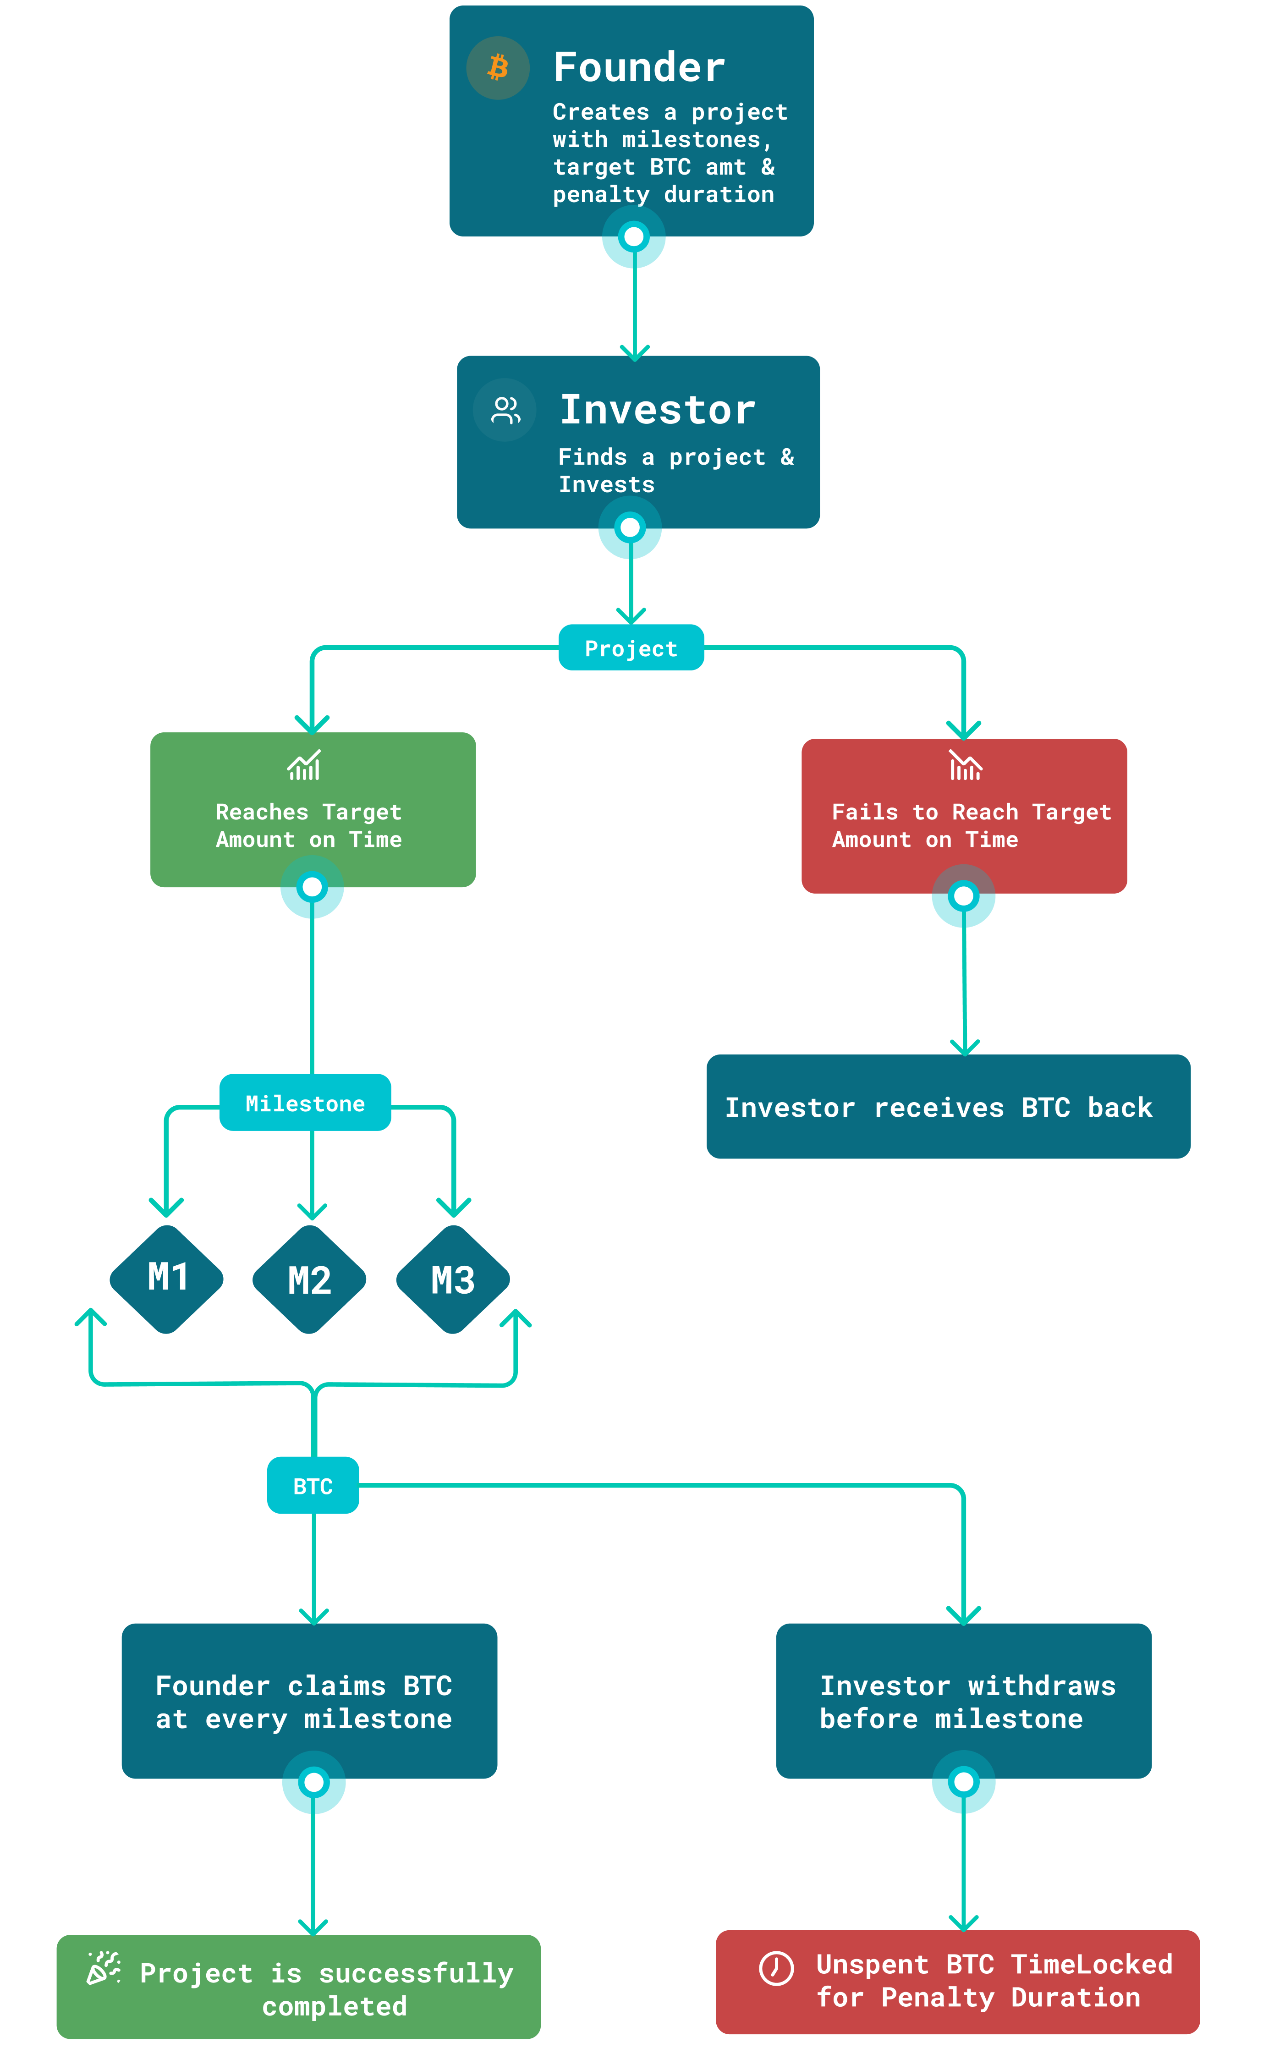 Founder
Creates a project
with milestones,
target BTC amt &
penalty duration
Investor
Finds a project &
Invests
Project
Reaches Target
Amount on Time
Fails to Reach Target
Amount on Time
Milestone
Investor receives BTC back
M1
M2
M3
BTC
Founder claims BTC
at every milestone
Investor withdraws
before milestone
Project is successfully
completed
Unspent BTC TimeLocked
for Penalty Duration